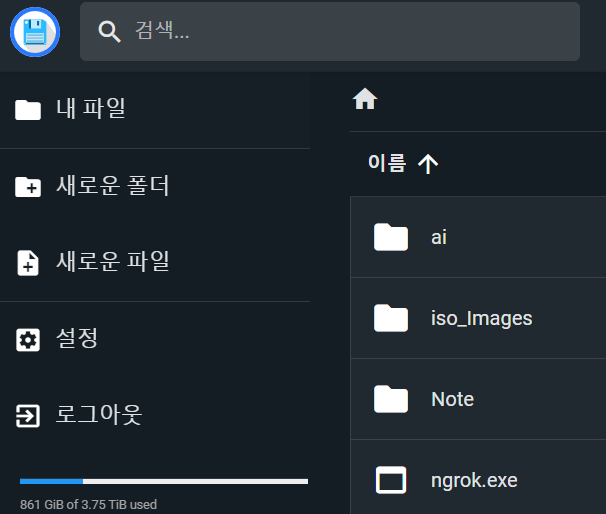 검색...
내 파일
새로운 폴더
새로운 파일
설정
로그아웃
861 GiB of 3.75 TiB used
이름
ai
iso_Images
Note
ngrok.exe